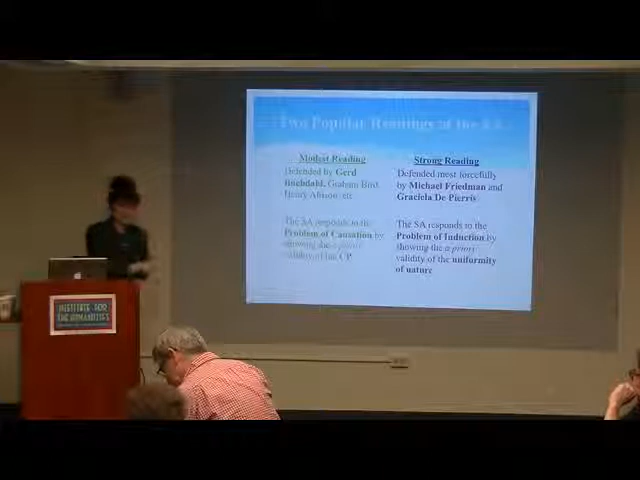 Two Popular Readings of the SA
Modest Reading
Defended by Gerd
Buchdahl, Graham Bird,
Henry Allison, etc
The SA responds to the
Problem of Causation by
showing the a priori
validity of the CP
Strong Reading
Defended most forcefully
by Michael Friedman and
Graciela De Pierris
The SA responds to the
Problem of Induction by
showing the a priori
validity of the uniformity
of nature
INSTITUTE FOR
THE HUMANITIES